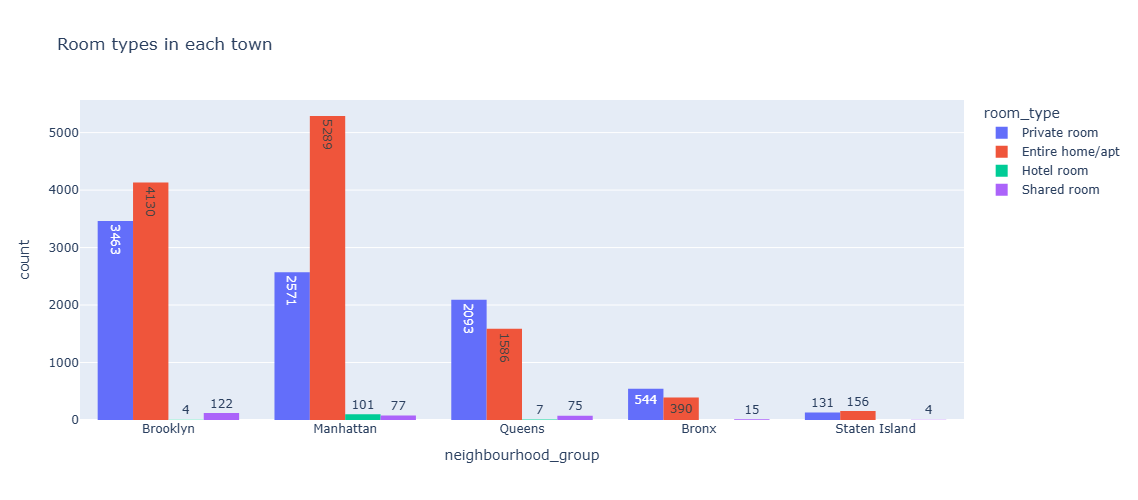 Room types in each town
room_type
Private room
Entire home/apt
Hotel room
Shared room
count
5000
4000
3000
2000
1000
0
3463
4130
4
122
2571
5289
101
77
2093
1586
7
75
544
390
15
131
156
4
Brooklyn
Manhattan
Queens
Bronx
Staten Island
neighbourhood_group